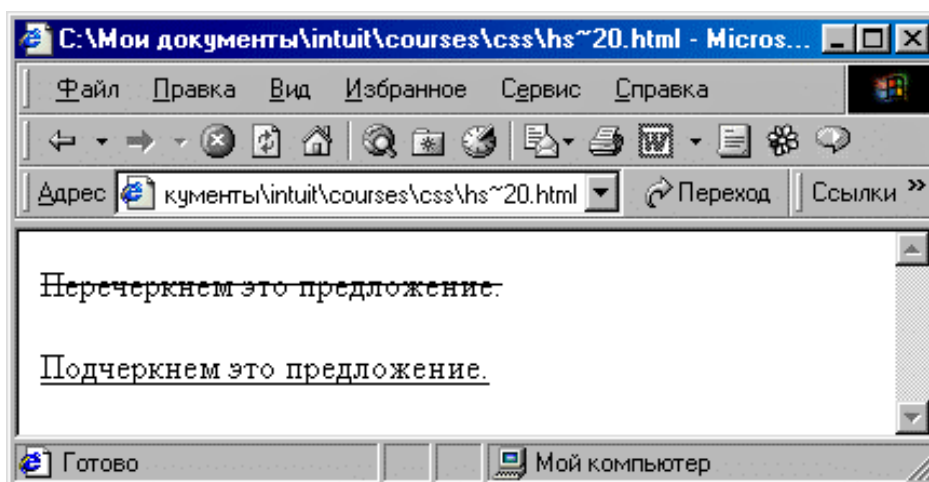 C:\Мои документы\intuit\courses\css\hs~20.html - Micros...
Файл Правка Вид Избранное Сервис Справка
Адрес кументы\intuit\courses\css\hs~20.html Переход Ссылки »
Перечеркнем это предложение.
Подчеркнем это предложение.
Готово Мой компьютер